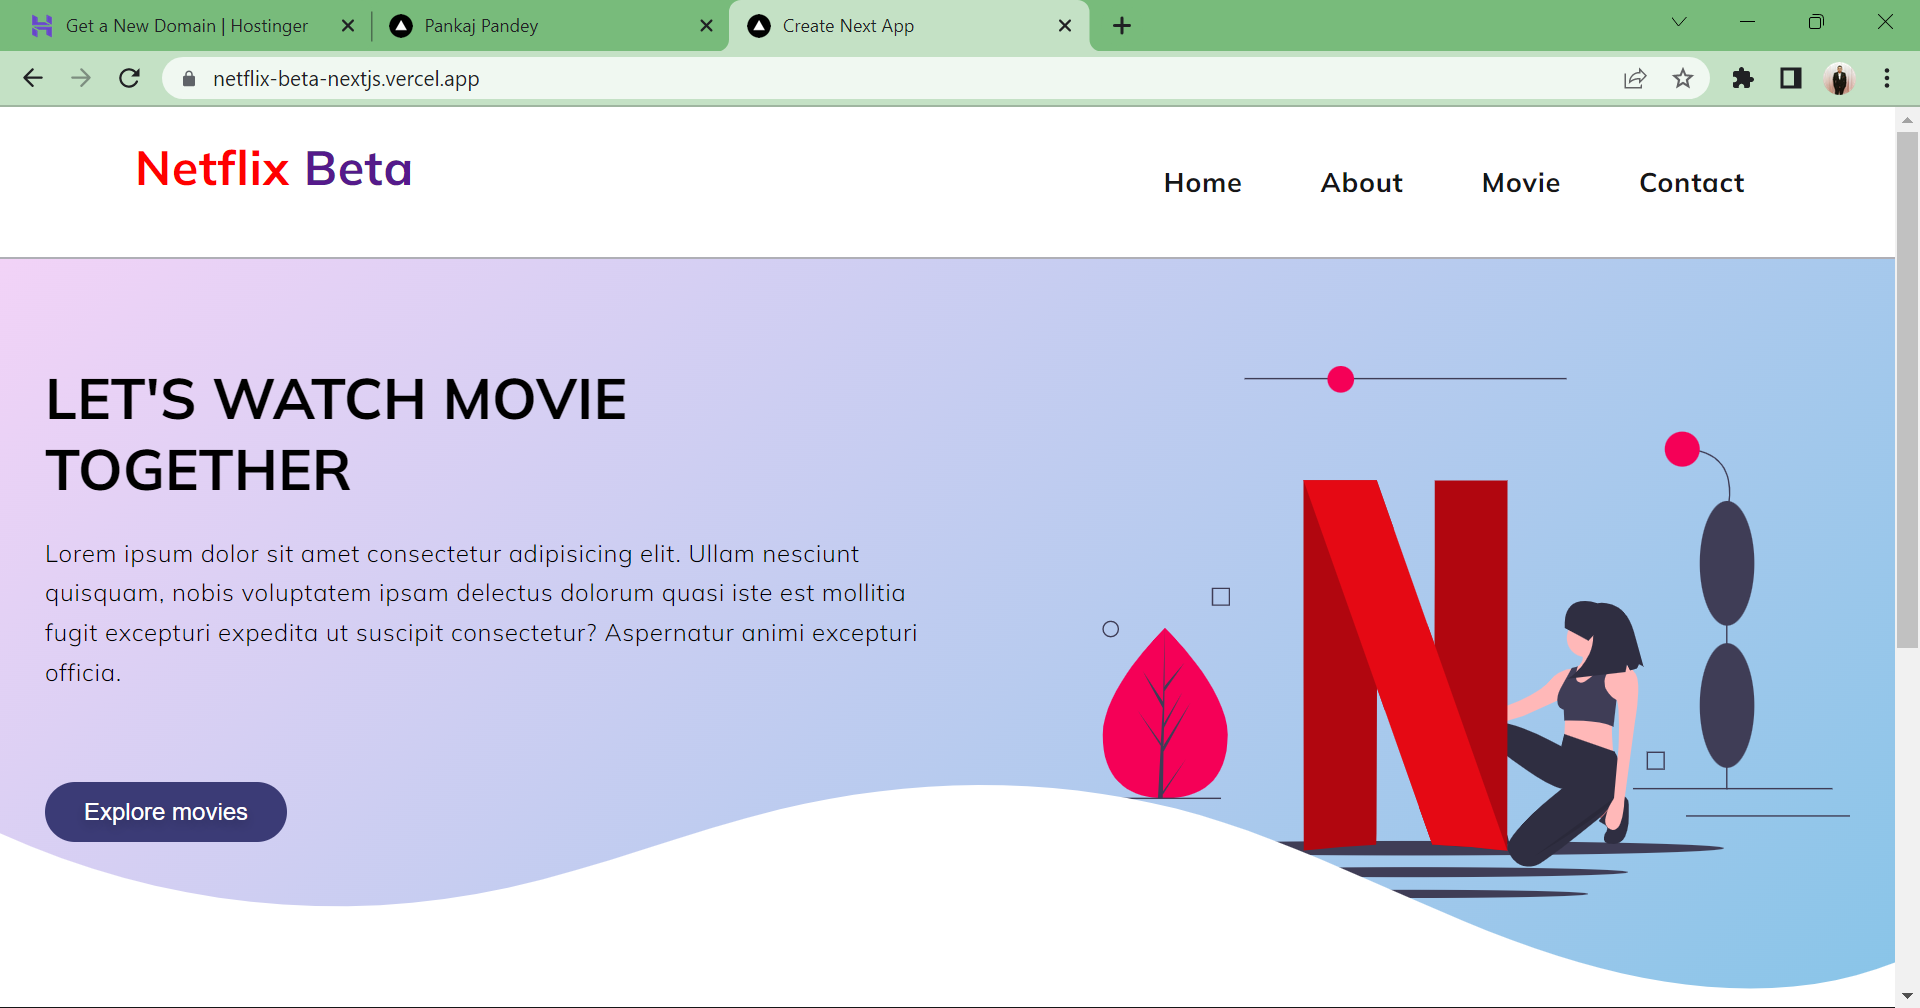 Get a New Domain | Hostinger
Pankaj Pandey
Create Next App
netflix-beta-nextjs.vercel.app
Netflix Beta
Home
About
Movie
Contact
LET'S WATCH MOVIE
TOGETHER
Lorem ipsum dolor sit amet consectetur adipisicing elit. Ullam nesciunt
quisquam, nobis voluptatem ipsam delectus dolorum quasi iste est mollitia
fugit excepturi expedita ut suscipit consectetur? Aspernatur animi excepturi
officia.
Explore movies
N